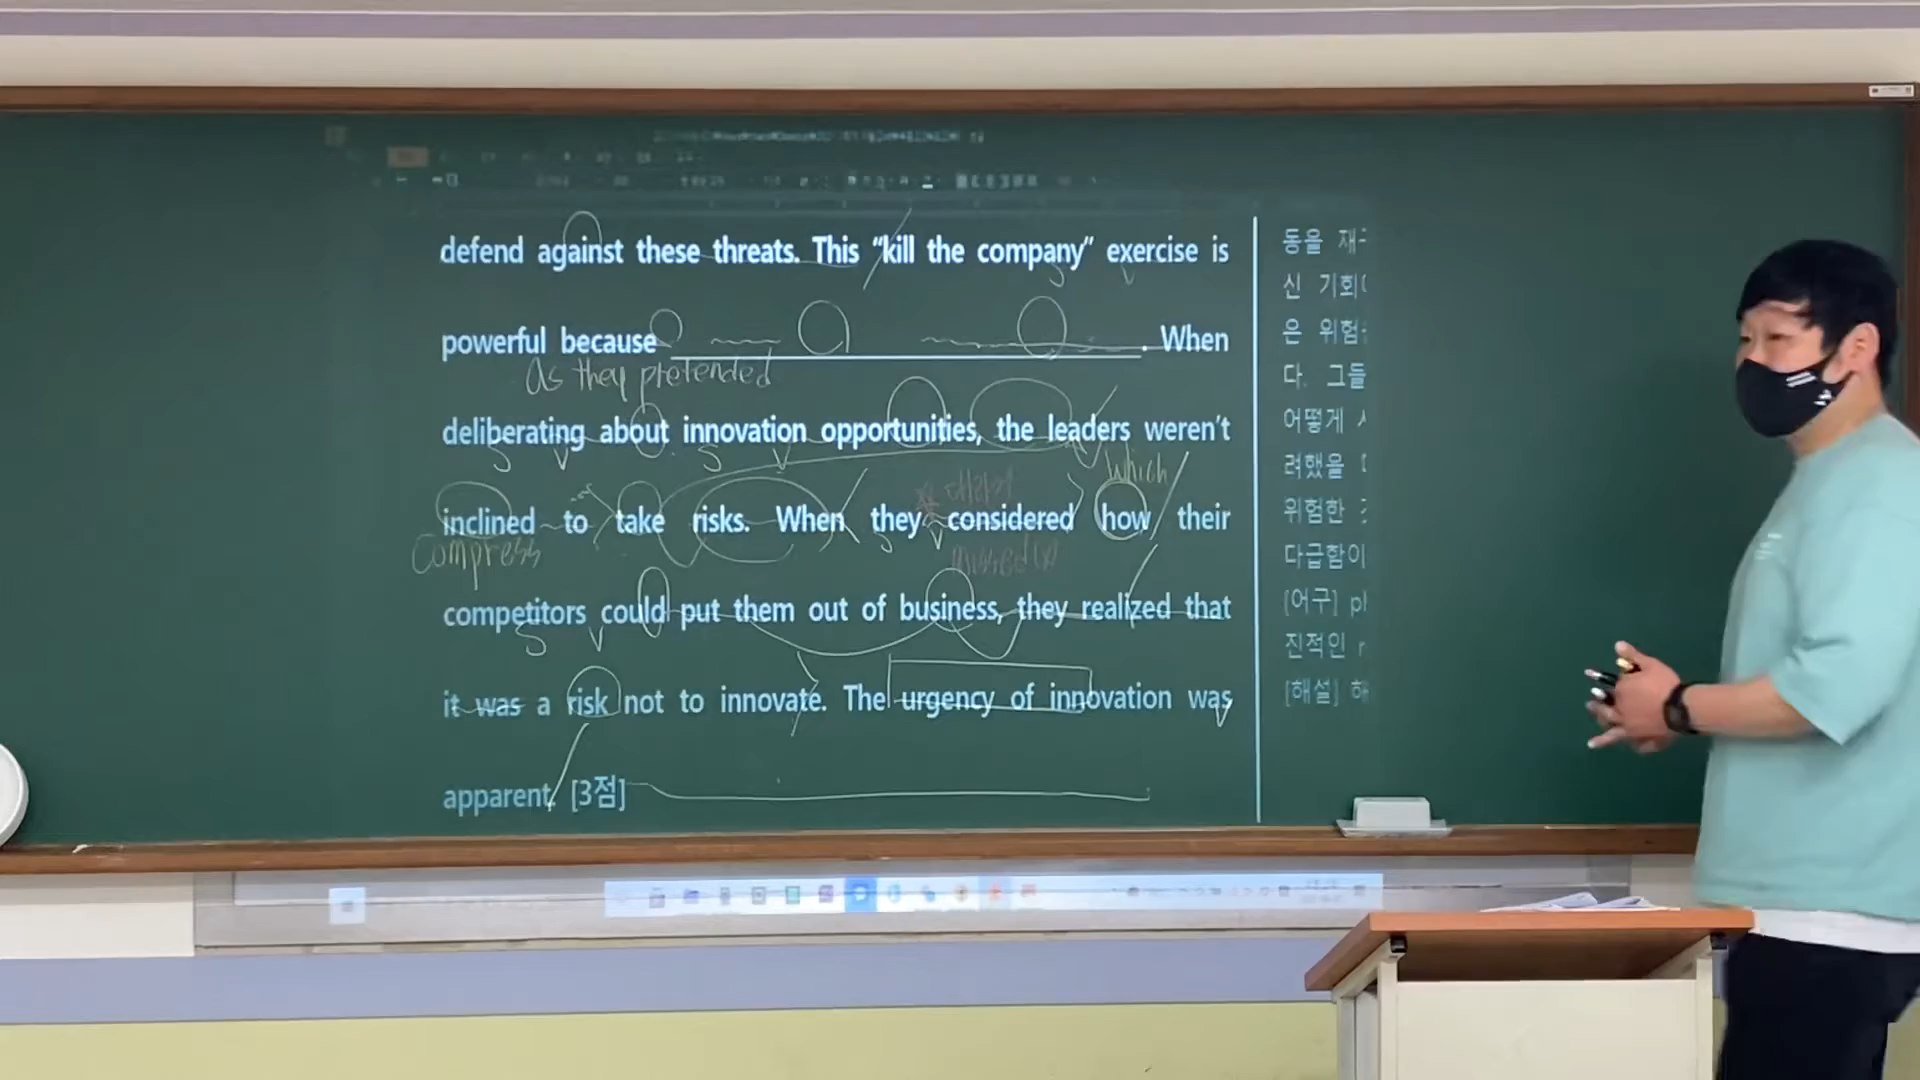 defend against these threats. This “kill the company” exercise is
powerful because . When
as they pretended
deliberating about innovation opportunities, the leaders weren’t
which
inclined to take risks. When they considered how their
compress
competitors could put them out of business, they realized that
it was a risk not to innovate. The urgency of innovation was
apparent. [3점]
동을
신 기회
은 위험
다. 그들
어떻게
려했을
위험한
다급함이
[어구]
진적인
[해설] 해